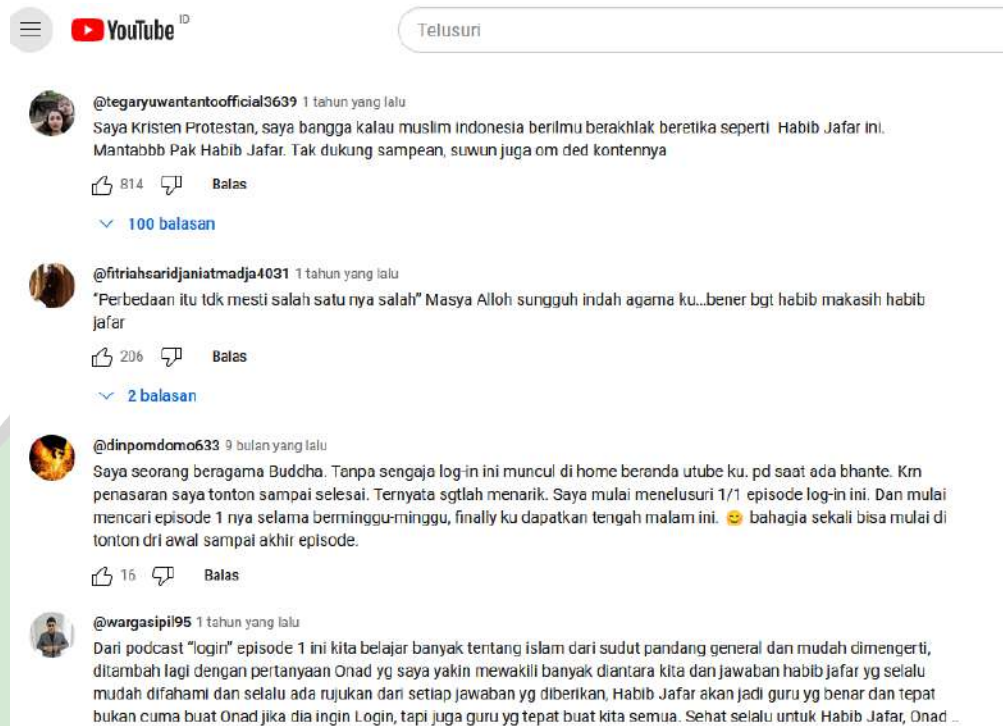 YouTube ID
Telusuri
@tegaryuwantantoofficial3639 1 tahun yang lalu
Saya Kristen Protestan, saya bangga kalau muslim indonesia berilmu berakhlak beretika seperti Habib Jafar ini.
Mantabbb Pak Habib Jafar. Tak dukung sampean, suwun juga om ded kontennya
814 Balas
100 balasan
@fitriahsaridjaniatmadja4031 1 tahun yang lalu
"Perbedaan itu tdk mesti salah satu nya salah" Masya Alloh sungguh indah agama ku...bener bgt habib makasih habib
jafar
206 Balas
2 balasan
@dinpomdomo633 9 bulan yang lalu
Saya seorang beragama Buddha. Tanpa sengaja log-in ini muncul di home beranda utube ku. pd saat ada bhante. Krn
penasaran saya tonton sampai selesai. Ternyata sgtlah menarik. Saya mulai menelusuri 1/1 episode log-in ini. Dan mulai
mencari episode 1 nya selama berminggu-minggu, finally ku dapatkan tengah malam ini. 😊 bahagia sekali bisa mulai di
tonton dri awal sampai akhir episode.
16 Balas
@wargasipil95 1 tahun yang lalu
Dari podcast "login" episode 1 ini kita belajar banyak tentang islam dari sudut pandang general dan mudah dimengerti,
ditambah lagi dengan pertanyaan Onad yg saya yakin mewakili banyak diantara kita dan jawaban habib jafar yg selalu
mudah difahami dan selalu ada rujukan dari setiap jawaban yg diberikan, Habib Jafar akan jadi guru yg benar dan tepat
bukan cuma buat Onad jika dia ingin Login, tapi juga guru yg tepat buat kita semua. Sehat selalu untuk Habib Jafar, Onad ...